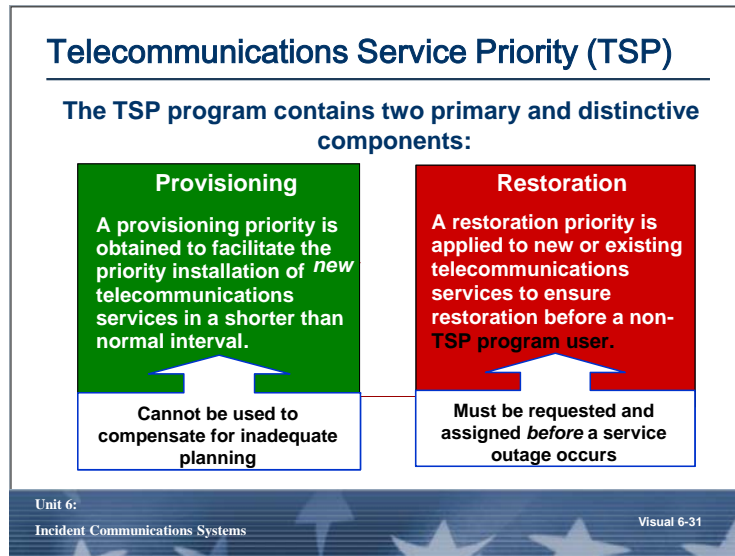 Telecommunications Service Priority (TSP)
The TSP program contains two primary and distinctive
components:
Provisioning
A provisioning priority is
obtained to facilitate the
priority installation of new
telecommunications
services in a shorter than
normal interval.
Cannot be used to
compensate for inadequate
planning
Restoration
A restoration priority is
applied to new or existing
telecommunications
services to ensure
restoration before a non-
TSP program user.
Must be requested and
assigned before a service
outage occurs
Unit 6:
Incident Communications Systems
Visual 6-31